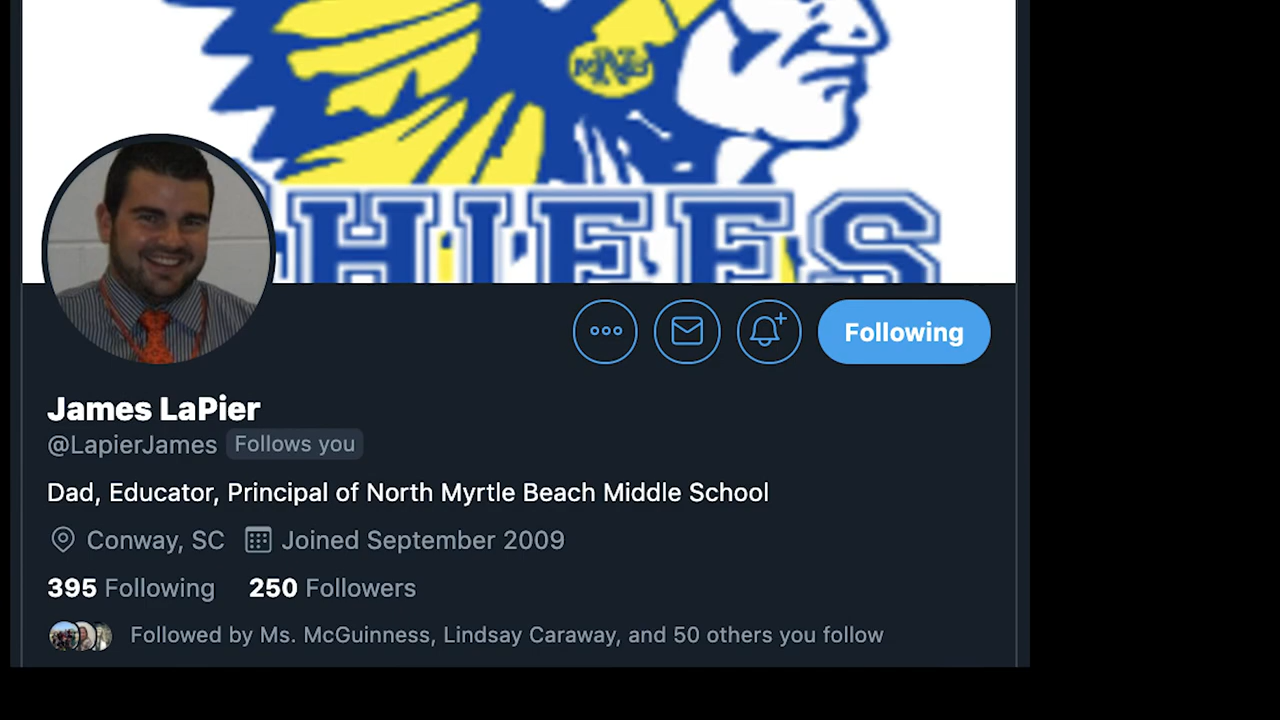 CHIEFS
Following
James LaPier
@LapierJames Follows you
Dad, Educator, Principal of North Myrtle Beach Middle School
Conway, SC Joined September 2009
395 Following 250 Followers
Followed by Ms. McGuinness, Lindsay Caraway, and 50 others you follow